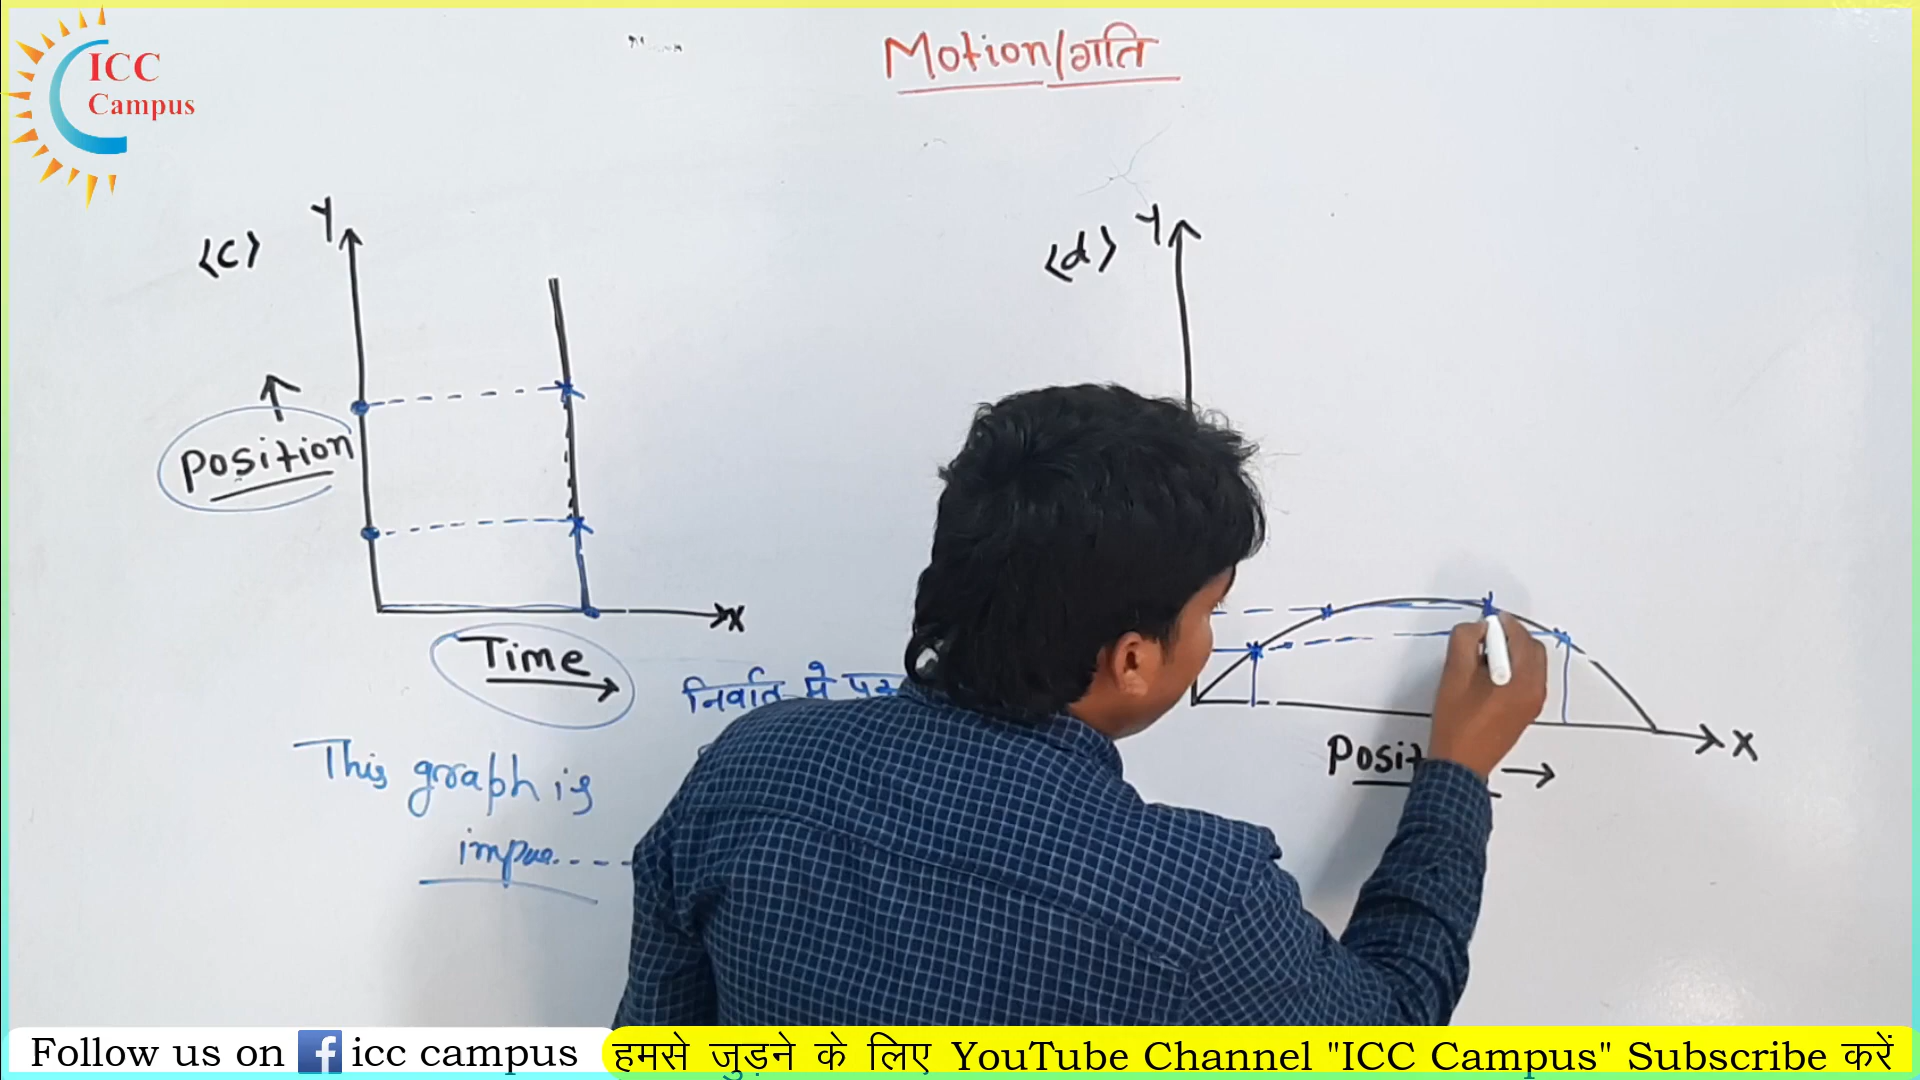 ICC
Campus
Motion/गति
<c>
Y
Position
X
Time
निर्वात में
This graph is
<d>
Y
X
Follow us on f icc campus
हमसे जुड़ने के लिए YouTube Channel "ICC Campus" Subscribe करें